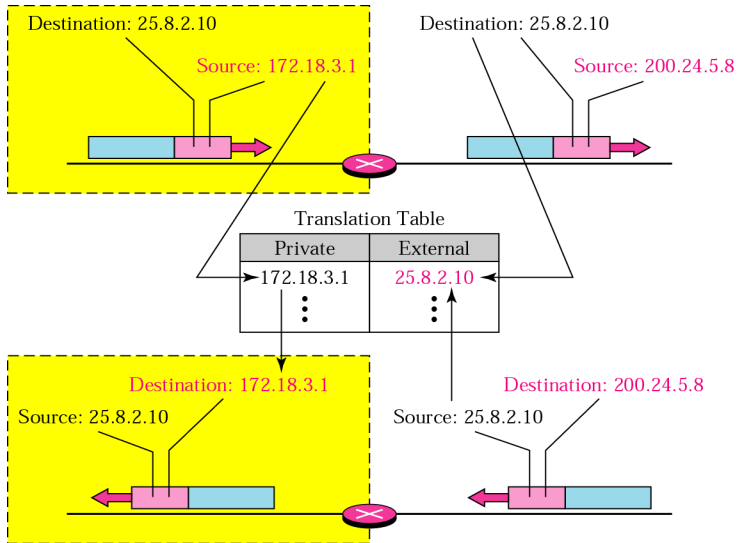 Destination: 25.8.2.10
Source: 172.18.3.1
Destination: 25.8.2.10
Source: 200.24.5.8
Translation Table
Private External
172.18.3.1 25.8.2.10
Destination: 172.18.3.1
Source: 25.8.2.10
Destination: 200.24.5.8
Source: 25.8.2.10